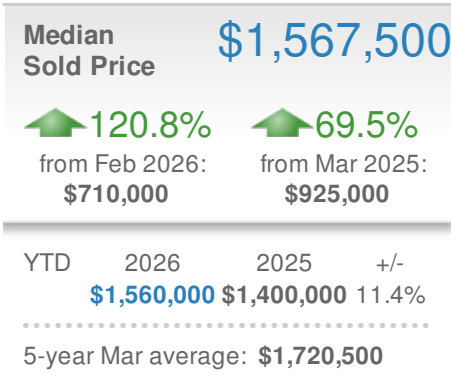 Median $1,567,500
Sold Price
120.8% 69.5%
from Feb 2026: from Mar 2025:
$710,000 $925,000
YTD 2026 2025 +/-
$1,560,000 $1,400,000 11.4%
5-year Mar average: $1,720,500